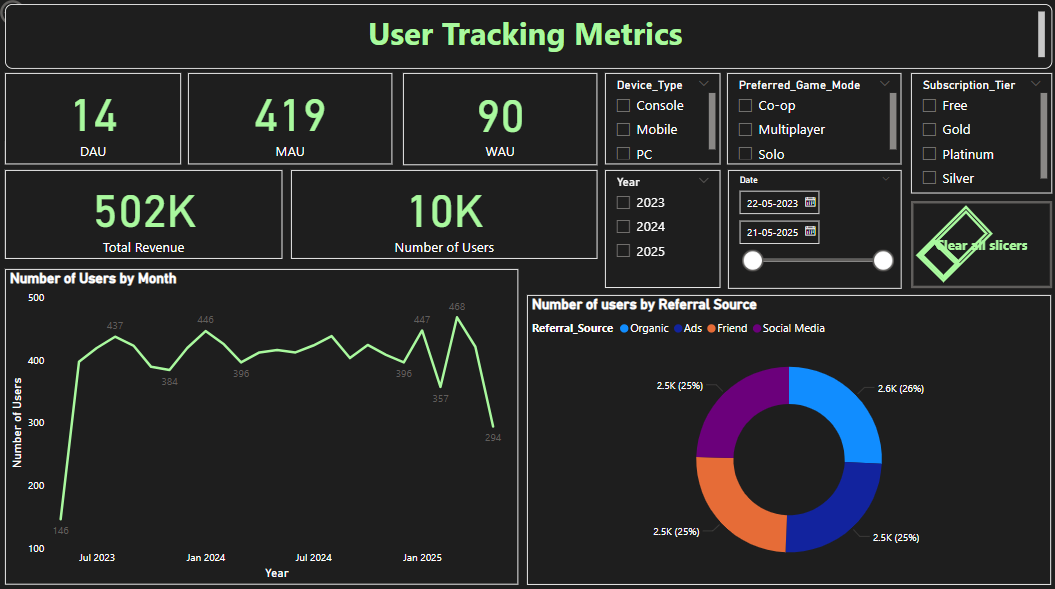 User Tracking Metrics
14
DAU
419
MAU
90
WAU
Device_Type
Console
Mobile
PC
Preferred_Game_Mode
Co-op
Multiplayer
Solo
Subscription_Tier
Free
Gold
Platinum
Silver
502K
Total Revenue
10K
Number of Users
Year
2023
2024
2025
Date
22-05-2023
21-05-2025
Clear all slicers
Number of Users by Month
Number of Users
500
400
300
200
100
146
437
384
446
396
396
447
357
468
294
Jul 2023
Jan 2024
Jul 2024
Jan 2025
Year
Number of users by Referral Source
Referral_Source Organic Ads Friend Social Media
2.5K (25%)
2.6K (26%)
2.5K (25%)
2.5K (25%)